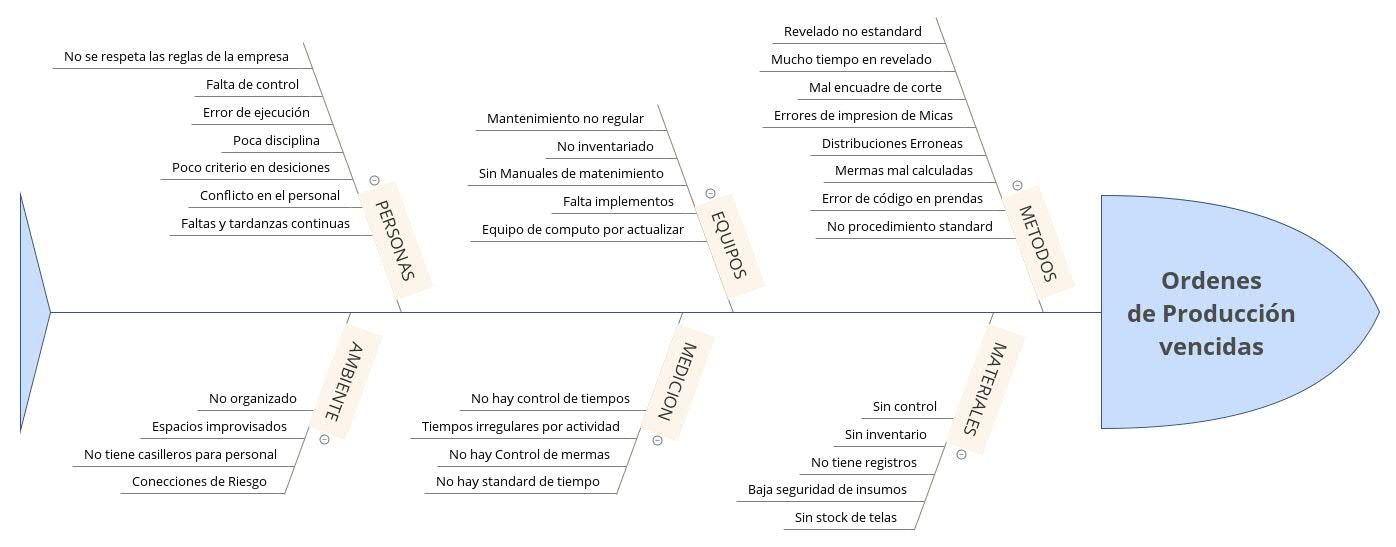 No se respeta las reglas de la empresa
Falta de control
Error de ejecución
Poca disciplina
Poco criterio en desiciones
Conflicto en el personal
Faltas y tardanzas continuas
PERSONAS
Mantenimiento no regular
No inventariado
Sin Manuales de matenimiento
Falta implementos
Equipo de computo por actualizar
EQUIPOS
Revelado no estandard
Mucho tiempo en revelado
Mal encuadre de corte
Errores de impresion de Micas
Distribuciones Erroneas
Mermas mal calculadas
Error de código en prendas
No procedimiento standard
METODOS
Ordenes
de Producción
vencidas
AMBIENTE
No organizado
Espacios improvisados
No tiene casilleros para personal
Conecciones de Riesgo
MEDICION
No hay control de tiempos
Tiempos irregulares por actividad
No hay Control de mermas
No hay standard de tiempo
MATERIALES
Sin control
Sin inventario
No tiene registros
Baja seguridad de insumos
Sin stock de telas